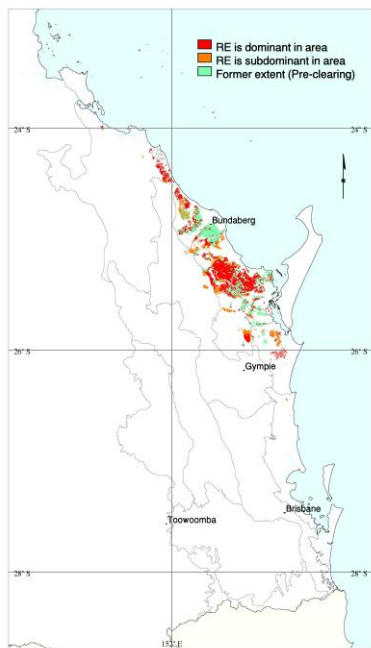 RE is dominant in area
RE is subdominant in area
Former extent (Pre-clearing)
24° S
24° S
Bundaberg
26° S
26° S
Gympie
Brisbane
Toowoomba
28° S
28° S
152° E